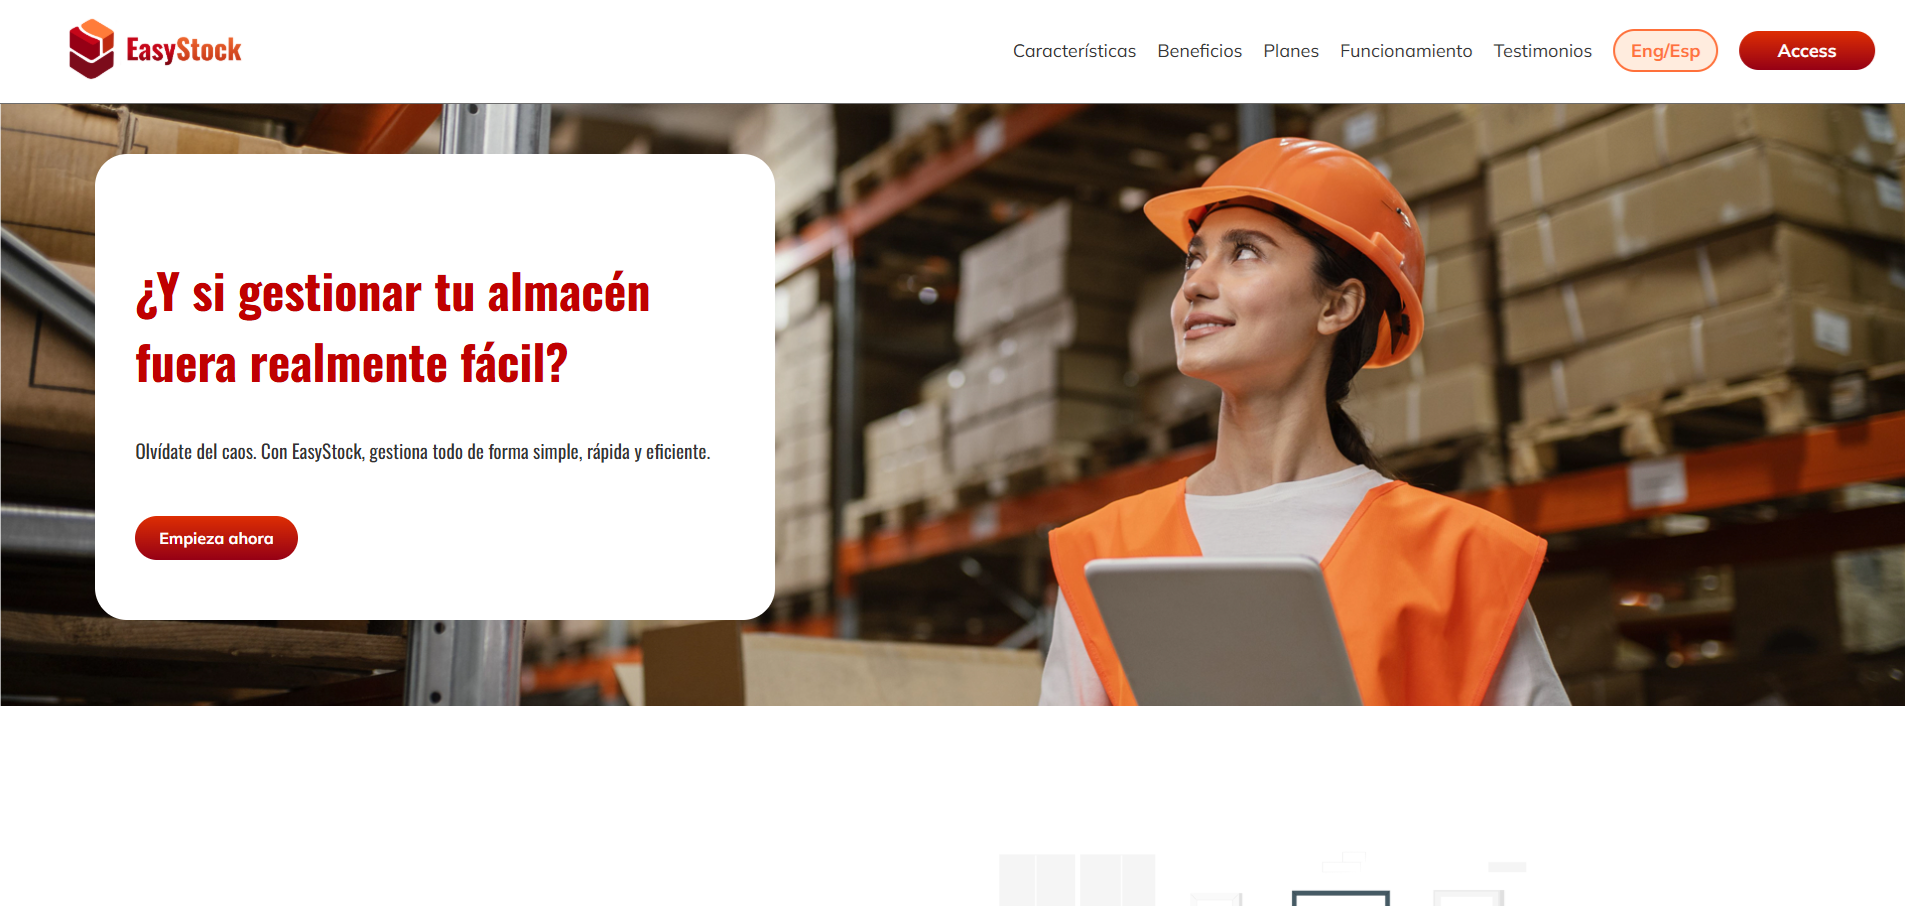 EasyStock
Características Beneficios Planes Funcionamiento Testimonios Eng/Esp Access
¿Y si gestionar tu almacén
fuera realmente fácil?
Olvídate del caos. Con EasyStock, gestiona todo de forma simple, rápida y eficiente.
Empieza ahora